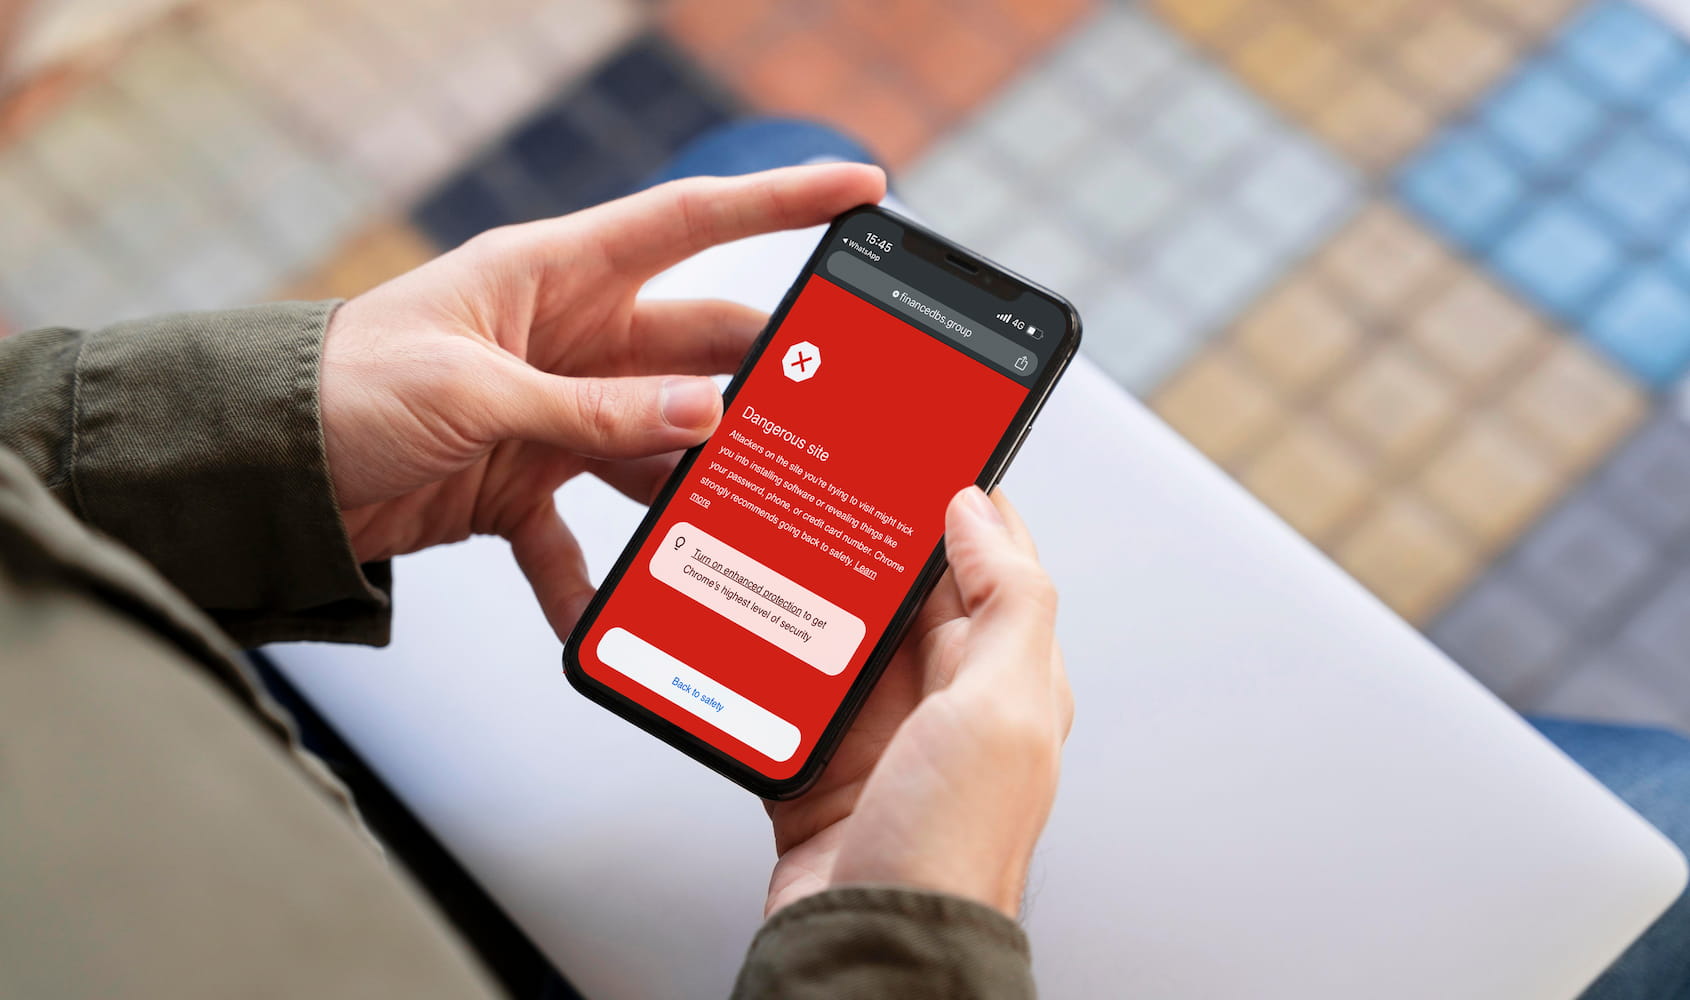 15:45
◀ WhatsApp
4G
financedbs.group
Dangerous site
Attackers on the site you're trying to visit might trick
you into installing software or revealing things like
your password, phone, or credit card number. Chrome
strongly recommends going back to safety. Learn
more
Turn on enhanced protection to get
Chrome's highest level of security
Back to safety